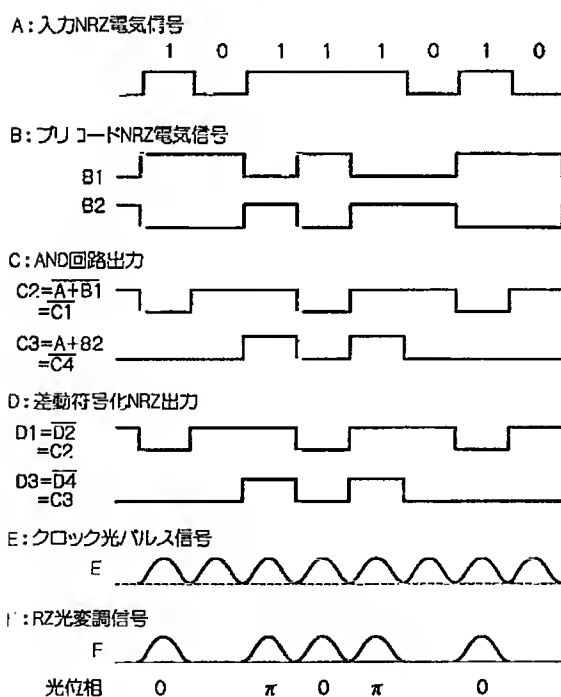 A:入力NRZ電気信号
1 0 1 1 1 0 1 0
B:プリコードNRZ電気信号
B1
B2
C:AND回路出力
C2=A+B1
=C1
C3=A+B2
=C4
D:差動符号化NRZ出力
D1=D2
=C2
D3=D4
=C3
E:クロック光パルス信号
E
F:RZ光変調信号
F
光位相 0 π 0 π 0